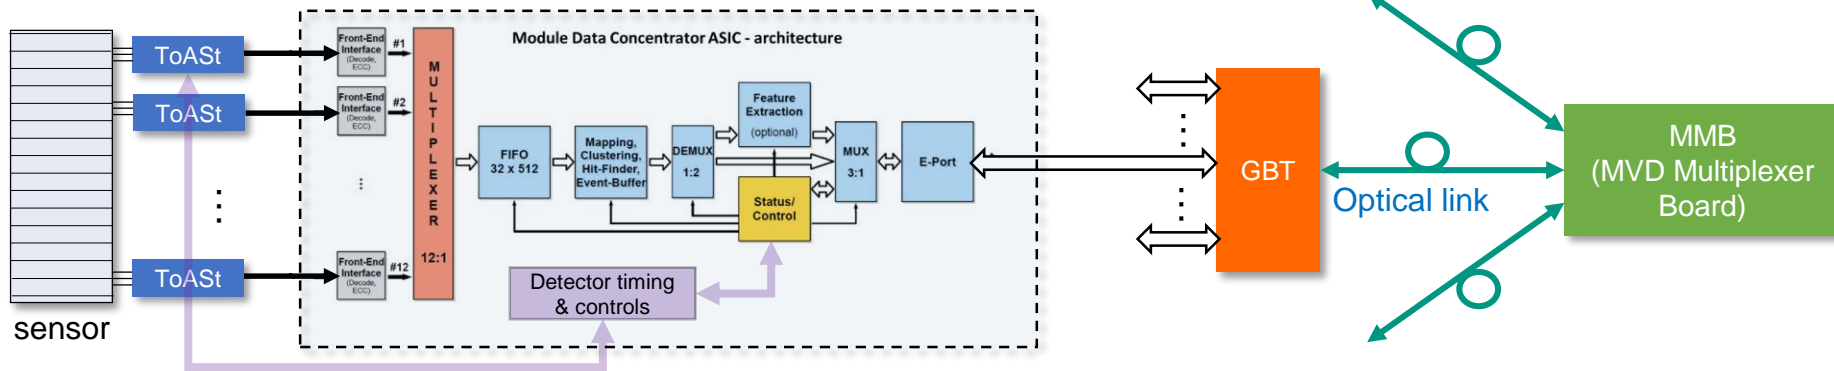 Module Data Concentrator ASIC - architecture
sensor
ToASt
ToASt
ToASt
Front-End
Interface
(Decode,
ECC)
#1
Front-End
Interface
(Decode,
ECC)
#2
Front-End
Interface
(Decode,
ECC)
#12
MULTIPLEXER
12:1
FIFO
32 x 512
Mapping,
Clustering,
Hit-Finder,
Event-Buffer
DEMUX
1:2
Feature
Extraction
(optional)
Status/
Control
MUX
3:1
E-Port
Detector timing
& controls
GBT
Optical link
MMB
(MVD Multiplexer
Board)